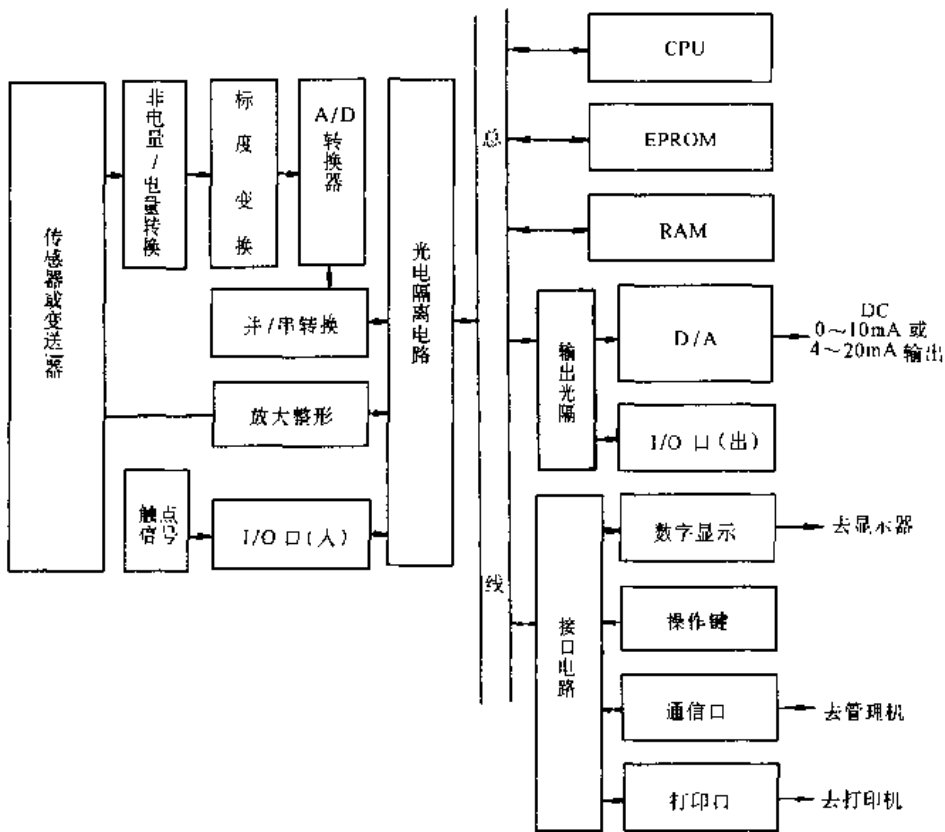 传感器或变送器
非电量/电量转换
标度变换
A/D
转换器
并/串转换
放大整形
触点
信号
I/O 口(入)
光电隔离电路
总线
CPU
EPROM
RAM
输出光隔
D/A
DC
0～10mA 或
4～20mA 输出
I/O 口(出)
接口电路
数字显示
去显示器
操作键
通信口
去管理机
打印口
去打印机